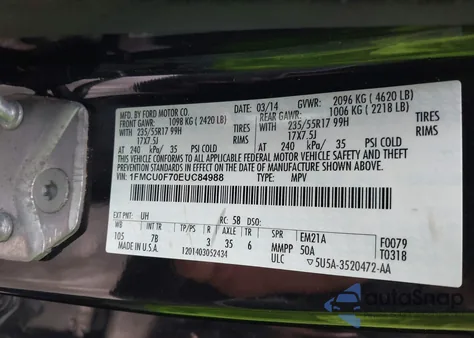 MFD. BY FORD MOTOR CO.
03/14 GVWR: 2096 KG ( 4620 LB)
FRONT GAWR: 1098 KG ( 2420 LB) REAR GAWR: 1006 KG ( 2218 LB)
WITH TIRES WITH TIRES
235/55R17 99H 235/55R17 99H
17X7.5J RIMS 17X7.5J RIMS
AT 240 kPa/ 35 PSI COLD AT 240 kPa/ 35 PSI COLD
THIS VEHICLE CONFORMS TO ALL APPLICABLE FEDERAL MOTOR VEHICLE SAFETY AND THEFT
PREVENTION STANDARDS IN EFFECT ON THE DATE OF MANUFACTURE SHOWN ABOVE.
VIN: 1FMCU0F70EUC84988
TYPE: MPV
EXT PNT: UH RC: 58 DSO:
WB INT TR TP/PS R AXLE TR SPR EM21A F0079
105 7B 3 35 6 MMPP 50A T0318
MADE IN U.S.A. 1201403052434 ULC 5U5A-3520472-AA
autoSnap